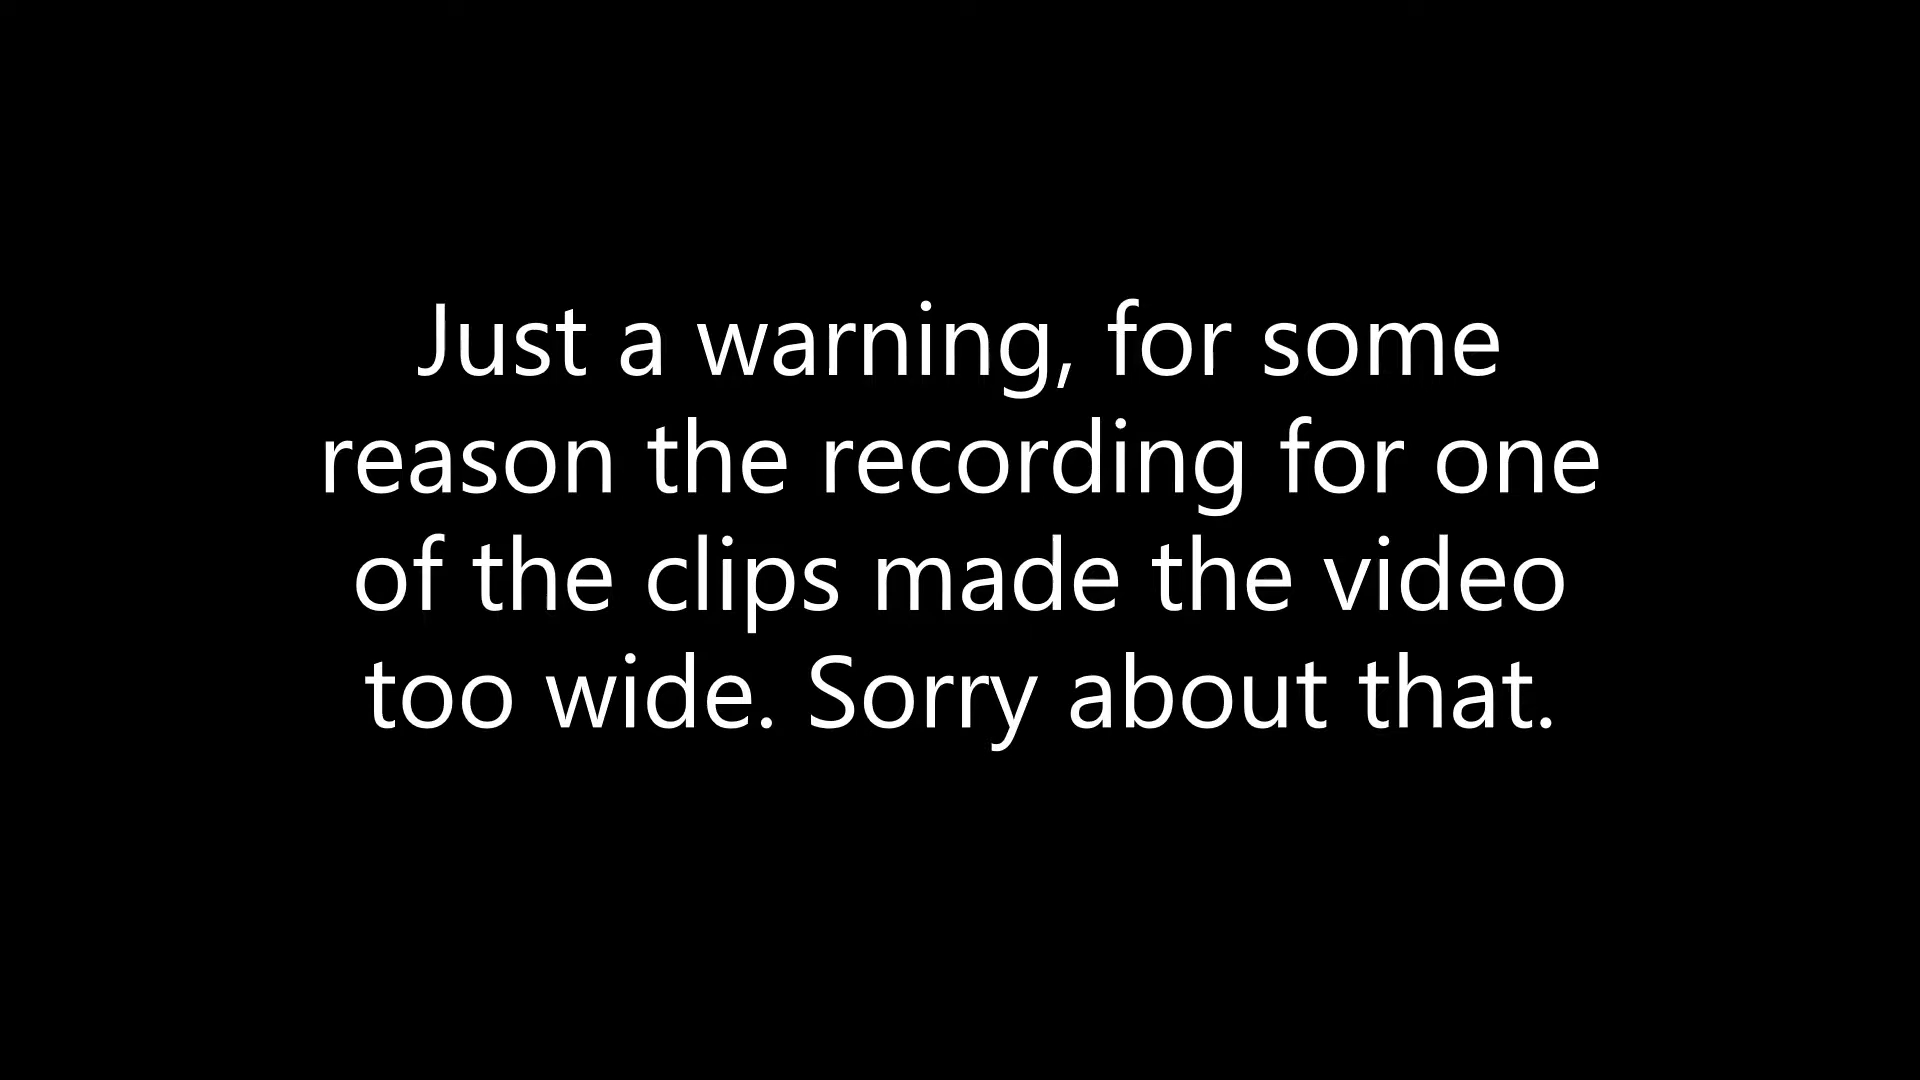 Just a warning, for some
reason the recording for one
of the clips made the video
too wide. Sorry about that.